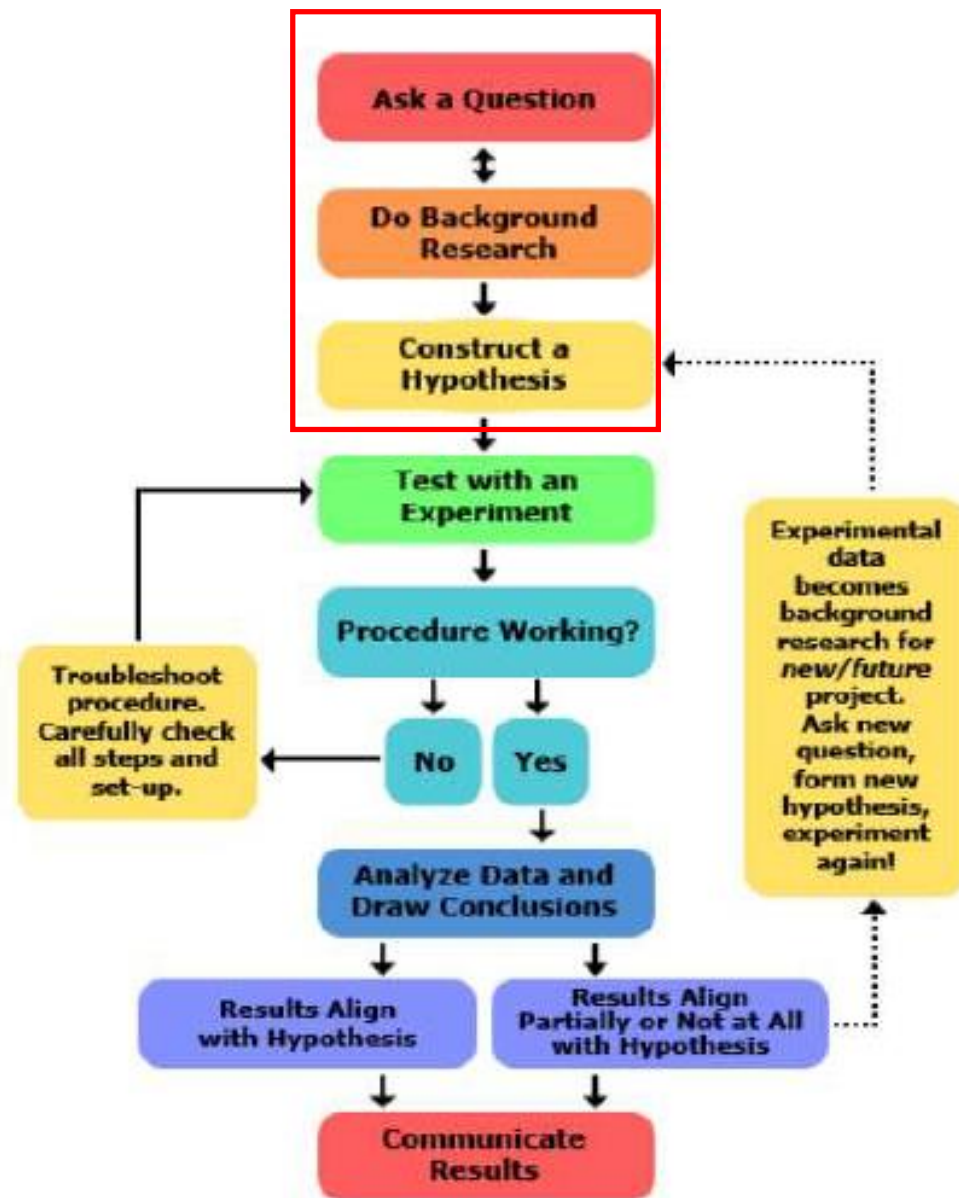 Ask a Question
Do Background
Research
Construct a
Hypothesis
Test with an
Experiment
Procedure Working?
No
Yes
Troubleshoot
procedure.
Carefully check
all steps and
set-up.
Experimental
data
becomes
background
research for
new/future
project.
Ask new
question,
form new
hypothesis,
experiment
again!
Analyze Data and
Draw Conclusions
Results Align
with Hypothesis
Results Align
Partially or Not at All
with Hypothesis
Communicate
Results